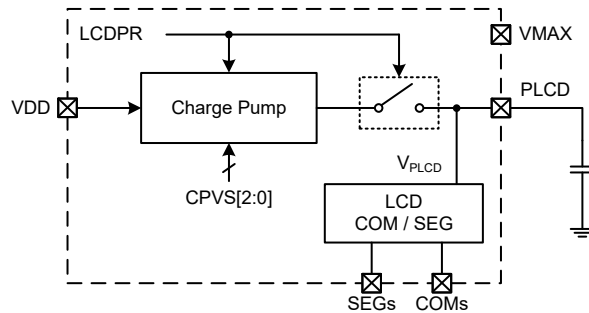 LCDPR
VMAX
PLCD
VDD
Charge Pump
VPLCD
CPVS[2:0]
LCD
COM / SEG
SEGs
COMs